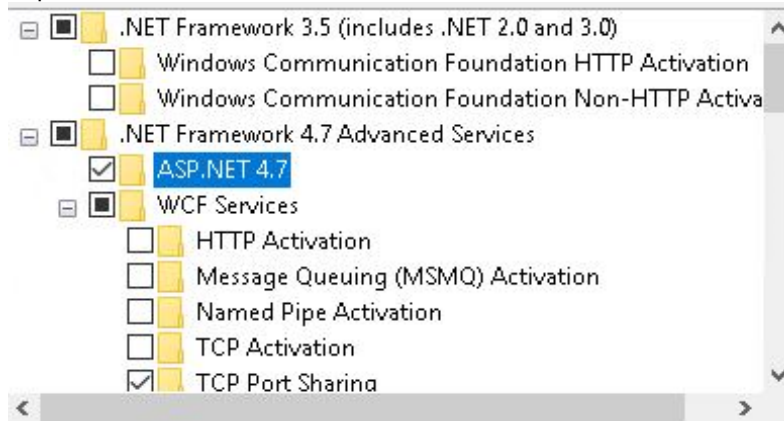 .NET Framework 3.5 (includes .NET 2.0 and 3.0)
Windows Communication Foundation HTTP Activation
Windows Communication Foundation Non-HTTP Activa
.NET Framework 4.7 Advanced Services
ASP.NET 4.7
WCF Services
HTTP Activation
Message Queuing (MSMQ) Activation
Named Pipe Activation
TCP Activation
TCP Port Sharing